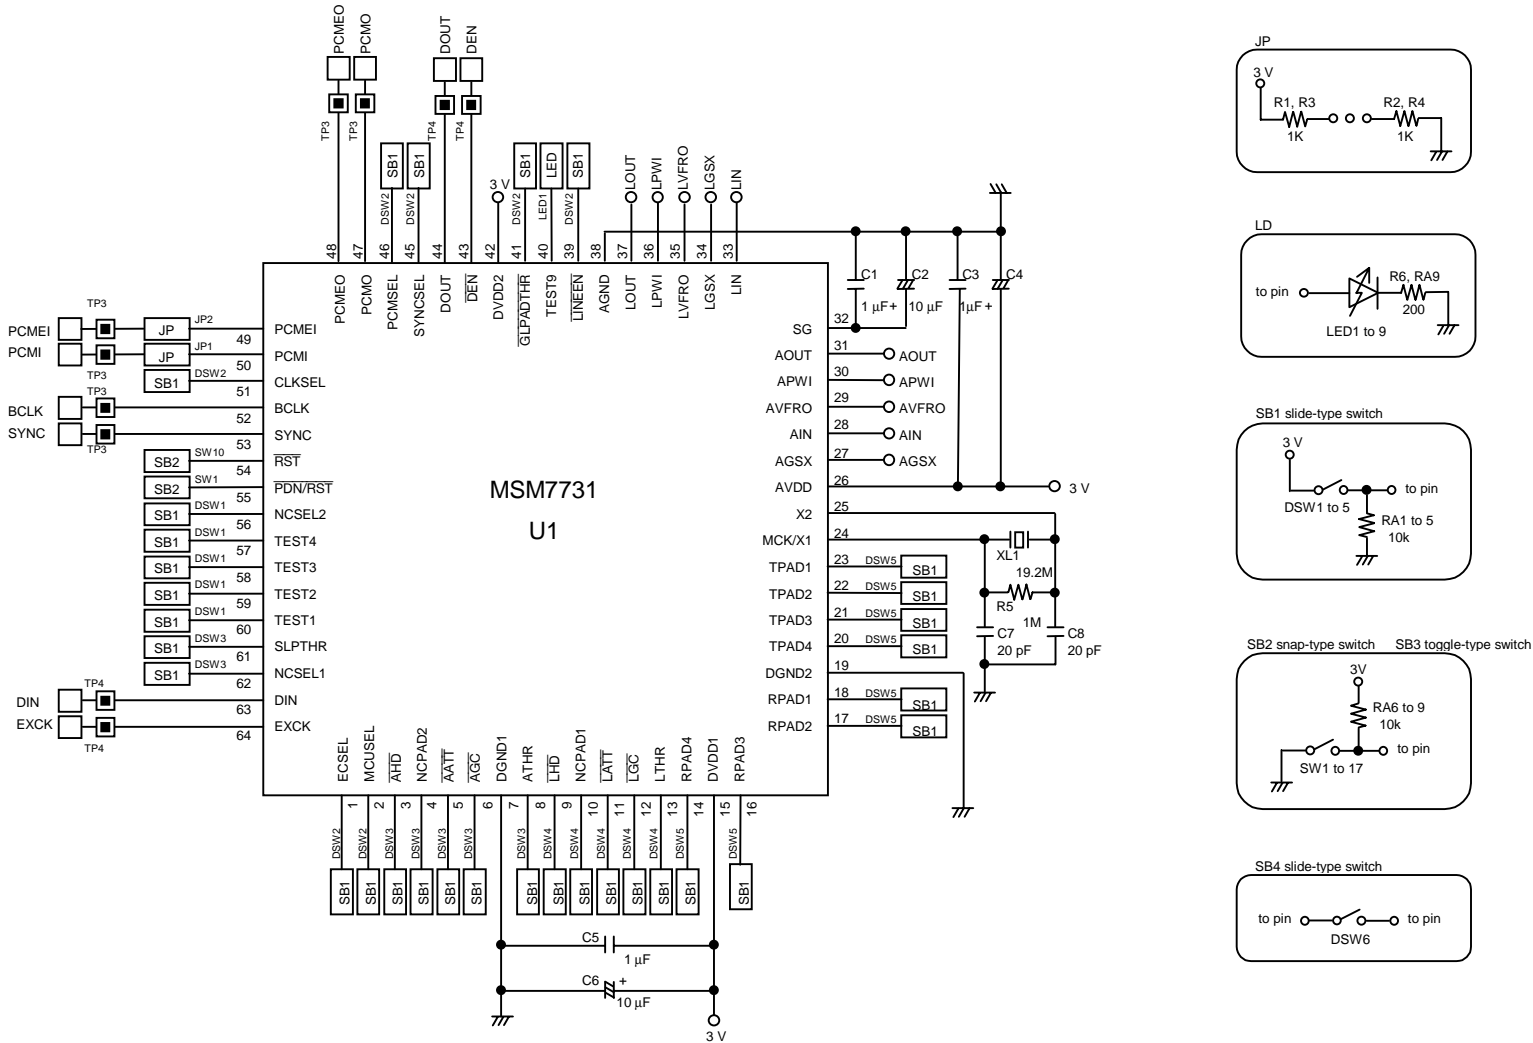 PCMEO
PCMO
DOUT
DEN
TP3
TP3
TP4
TP4
SB1
SB1
SB1
LED
SB1
DSW2
DSW2
3 V
DSW2
LED1
DSW2
LOUT
LPWI
LVFRO
LGSX
LIN
48
47
46
45
44
43
42
41
40
39
38
37
36
35
34
33
PCMEO
PCMO
PCMSEL
SYNCSEL
DOUT
DEN
DVDD2
GLPADTHR
TEST9
LINEEN
AGND
LOUT
LPWI
LVFRO
LGSX
LIN
TP3
PCMEI
JP
JP2
PCMEI
49
PCMI
JP
JP1
PCMI
50
TP3
SB1
DSW2
CLKSEL
51
TP3
BCLK
BCLK
52
SYNC
SYNC
53
TP3
SB2
SW10
RST
54
SB2
SW1
PDN/RST
55
SB1
DSW1
NCSEL2
56
SB1
DSW1
TEST4
57
SB1
DSW1
TEST3
58
SB1
DSW1
TEST2
59
SB1
DSW1
TEST1
60
SB1
DSW3
SLPTHR
61
SB1
DSW3
NCSEL1
62
TP4
DIN
DIN
63
EXCK
EXCK
64
TP4
MSM7731
U1
SG
32
AOUT
31
AOUT
APWI
30
APWI
AVFRO
29
AVFRO
AIN
28
AIN
AGSX
27
AGSX
AVDD
26
3 V
X2
25
MCK/X1
24
TPAD1
23
DSW5
SB1
TPAD2
22
DSW5
SB1
TPAD3
21
DSW5
SB1
TPAD4
20
DSW5
SB1
DGND2
19
RPAD1
18
DSW5
SB1
RPAD2
17
DSW5
SB1
C1
1 µF
+
C2
10 µF
C3
1µF
+
C4
XL1
19.2M
R5
1M
C7
20 pF
C8
20 pF
ECSEL
MCUSEL
AHD
NCPAD2
AATT
AGC
DGND1
ATHR
LHD
NCPAD1
LATT
LGC
LTHR
RPAD4
DVDD1
RPAD3
1
2
3
4
5
6
7
8
9
10
11
12
13
14
15
16
DSW2
DSW2
DSW3
DSW3
DSW3
DSW3
DSW3
DSW4
DSW4
DSW4
DSW4
DSW4
DSW5
DSW5
SB1
SB1
SB1
SB1
SB1
SB1
SB1
SB1
SB1
SB1
SB1
SB1
SB1
SB1
C5
1 µF
C6
+
10 µF
3 V
JP
3 V
R1, R3
1K
R2, R4
1K
LD
to pin
R6, RA9
200
LED1 to 9
SB1 slide-type switch
3 V
to pin
DSW1 to 5
RA1 to 5
10k
SB2 snap-type switch
SB3 toggle-type switch
3V
RA6 to 9
10k
to pin
SW1 to 17
SB4 slide-type switch
to pin
to pin
DSW6